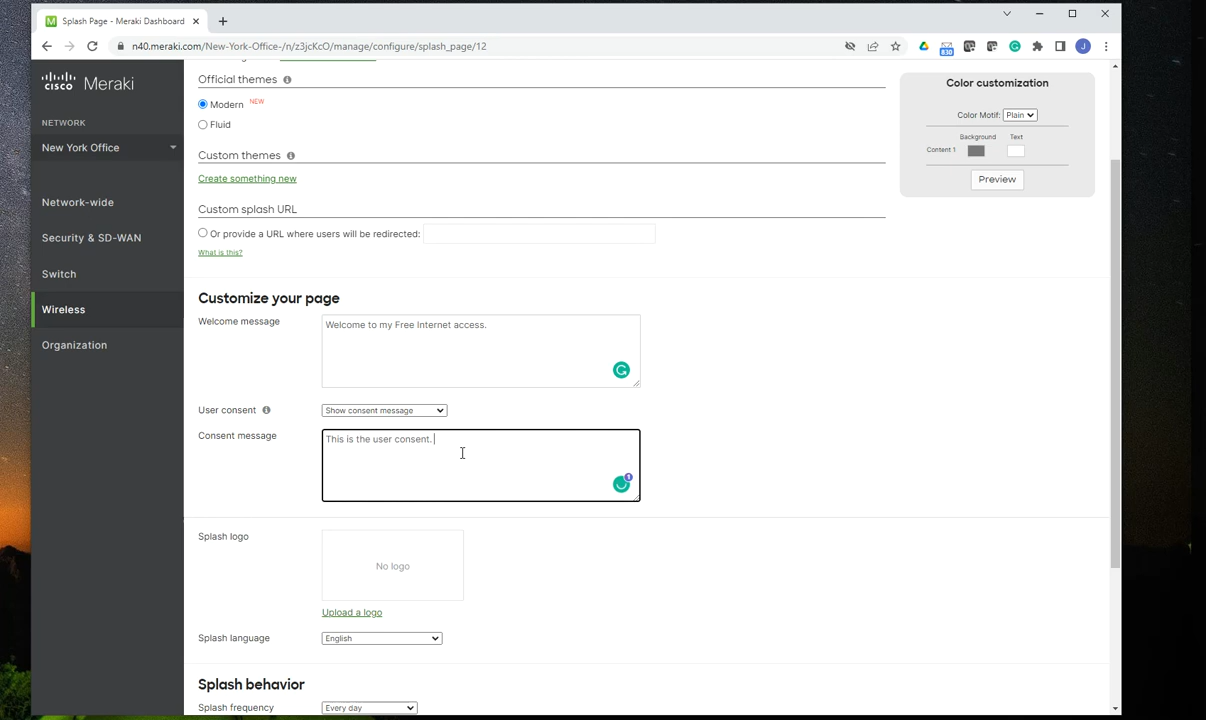 Splash Page - Meraki Dashboard
n40.meraki.com/New-York-Office-/n/z3jcKcO/manage/configure/splash_page/12
830
J
CISCO Meraki
NETWORK
New York Office
Network-wide
Security & SD-WAN
Switch
Wireless
Organization
Official themes
Modern NEW
Fluid
Custom themes
Create something new
Custom splash URL
Or provide a URL where users will be redirected:
What is this?
Color customization
Color Motif: Plain
Background Text
Content 1
Preview
Customize your page
Welcome message
Welcome to my Free Internet access.
User consent
Show consent message
Consent message
This is the user consent.
Splash logo
No logo
Upload a logo
Splash language
English
Splash behavior
Splash frequency
Every day